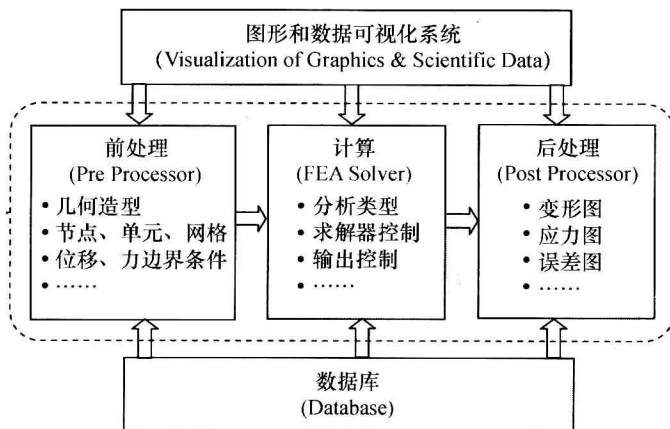 图形和数据可视化系统
(Visualization of Graphics & Scientific Data)
前处理
(Pre Processor)
• 几何造型
• 节点、单元、网格
• 位移、力边界条件
• ……
计算
(FEA Solver)
• 分析类型
• 求解器控制
• 输出控制
• ……
后处理
(Post Processor)
• 变形图
• 应力图
• 误差图
• ……
数据库
(Database)